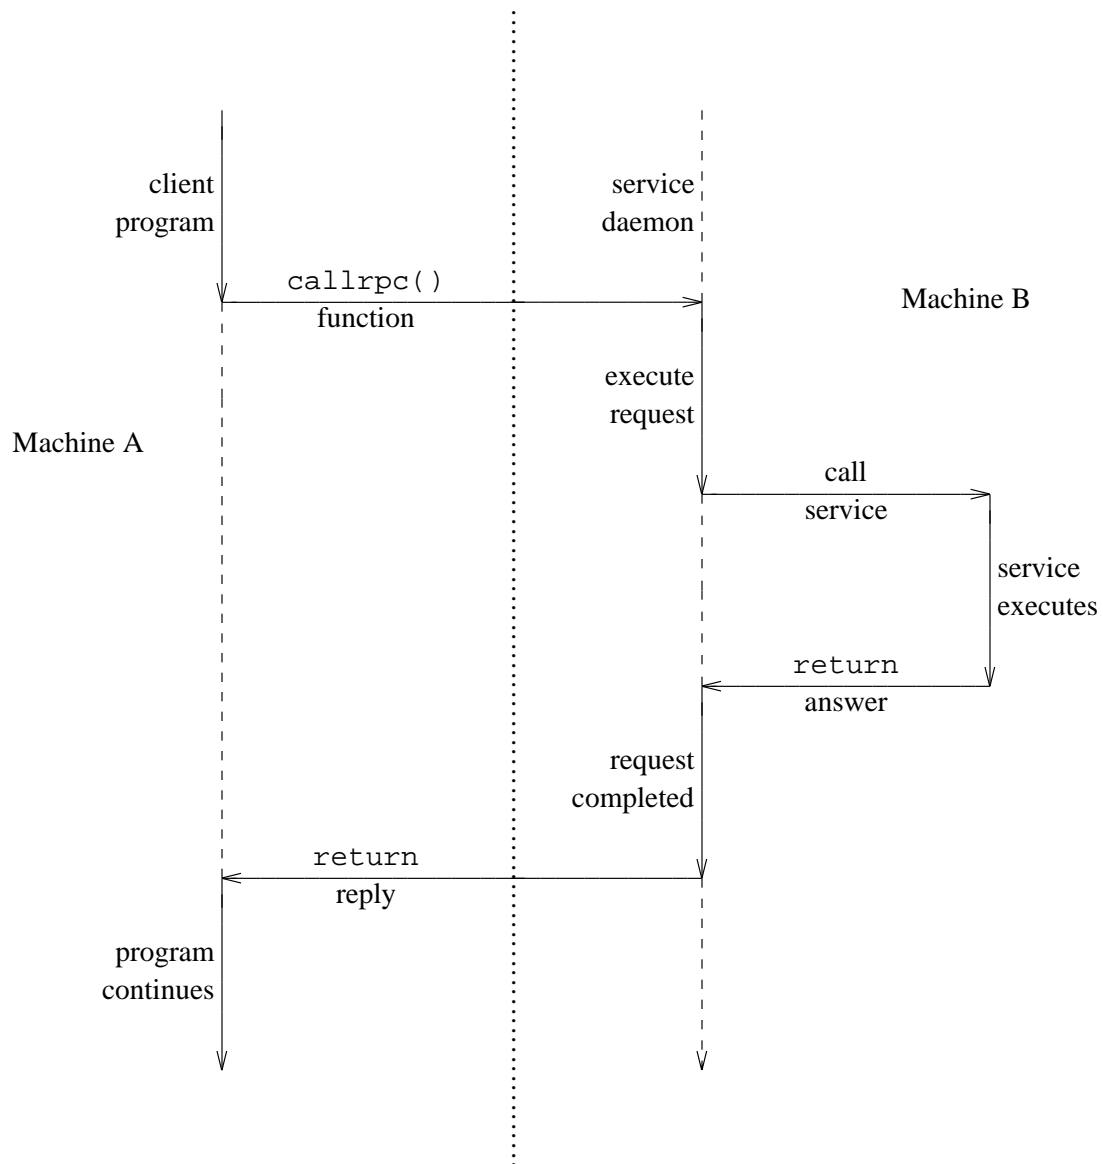 client
program
service
daemon
callrpc()
function
Machine B
execute
request
Machine A
call
service
service
executes
return
answer
request
completed
return
reply
program
continues